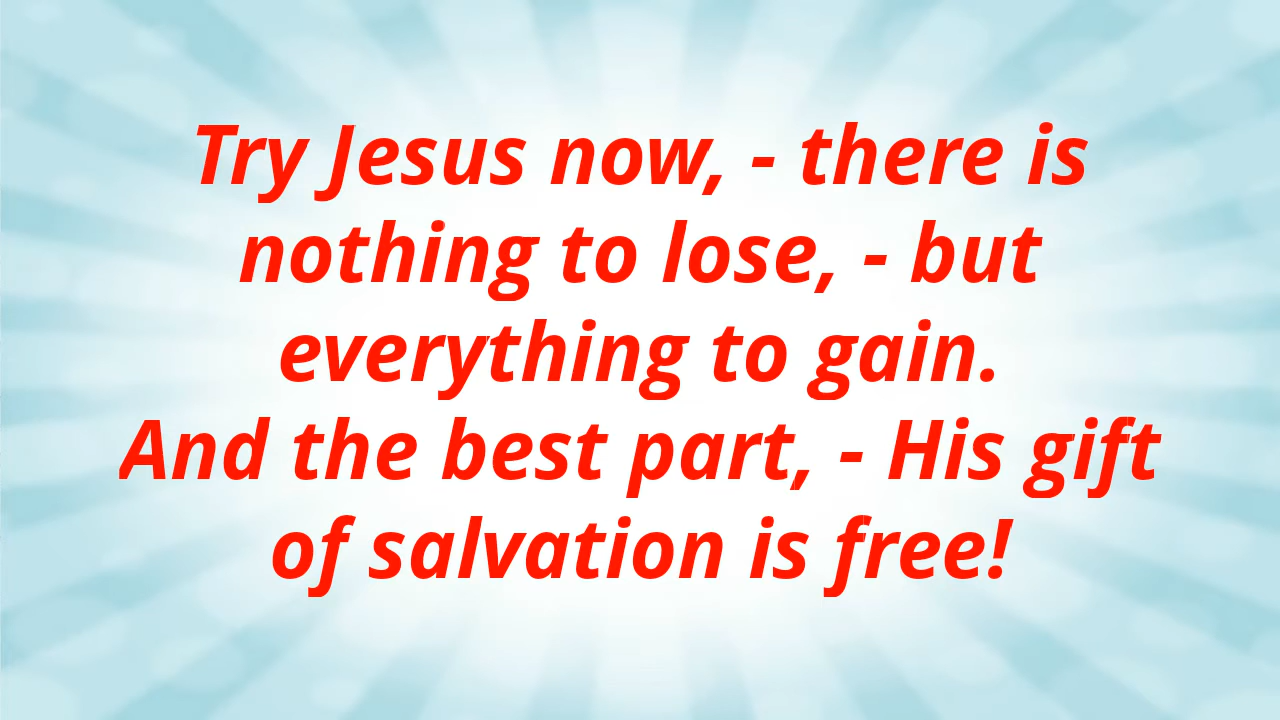 Try Jesus now, - there is
nothing to lose, - but
everything to gain.
And the best part, - His gift
of salvation is free!